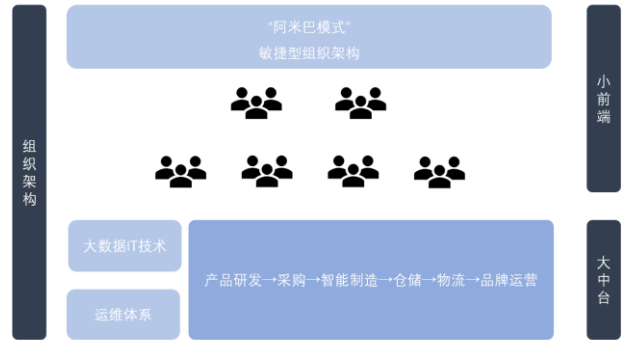 组织架构
“阿米巴模式”
敏捷型组织架构
小前端
大数据IT技术
运维体系
产品研发→采购→智能制造→仓储→物流→品牌运营
大中台